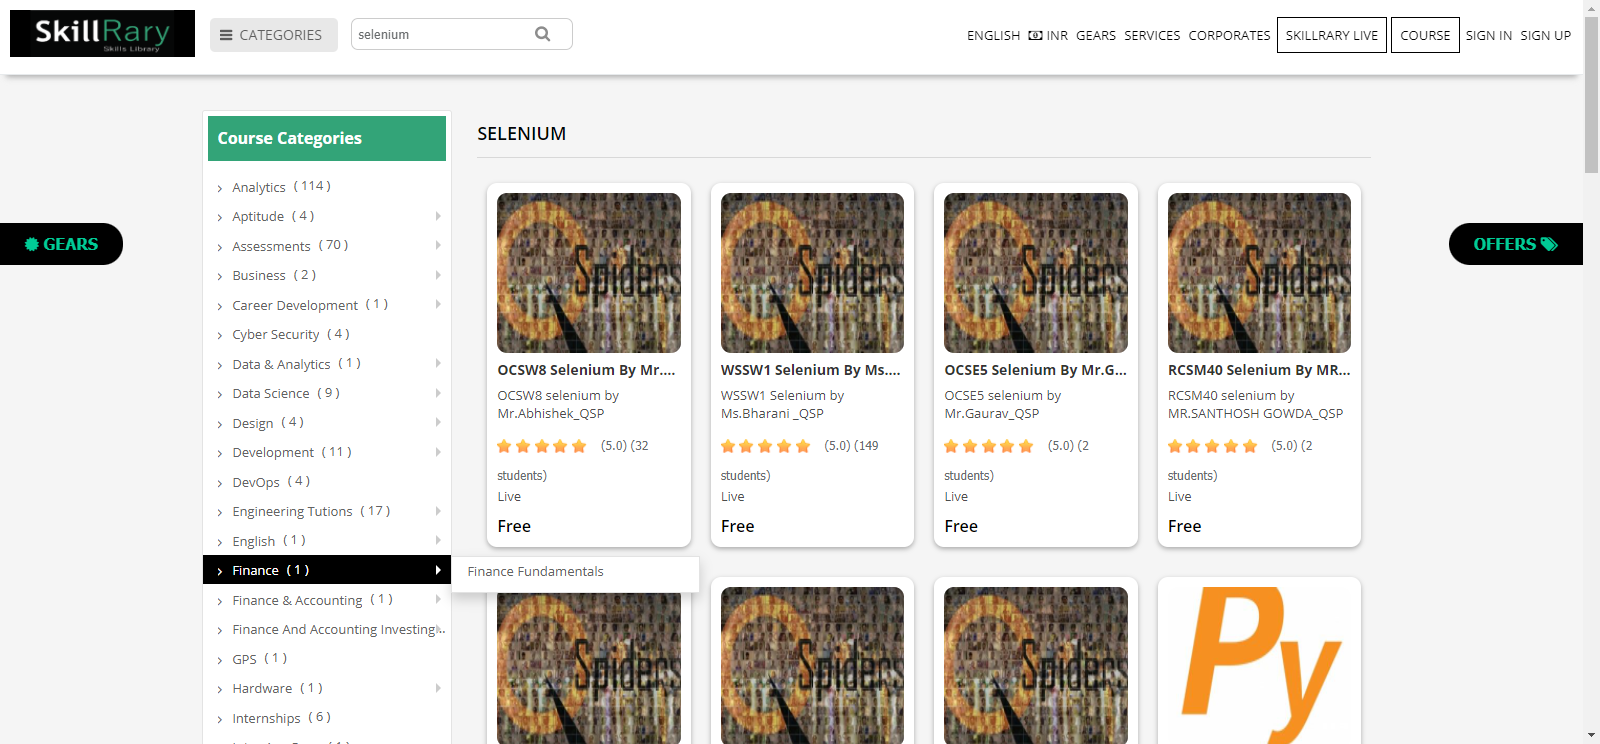 SkillRary
Skills Library
CATEGORIES
selenium
ENGLISH INR GEARS SERVICES CORPORATES SKILLRARY LIVE COURSE SIGN IN SIGN UP
GEARS
OFFERS
Course Categories
Analytics ( 114 )
Aptitude ( 4 )
Assessments ( 70 )
Business ( 2 )
Career Development ( 1 )
Cyber Security ( 4 )
Data & Analytics ( 1 )
Data Science ( 9 )
Design ( 4 )
Development ( 11 )
DevOps ( 4 )
Engineering Tutions ( 17 )
English ( 1 )
Finance ( 1 )
Finance Fundamentals
Finance & Accounting ( 1 )
Finance And Accounting Investing..
GPS ( 1 )
Hardware ( 1 )
Internships ( 6 )
SELENIUM
Spiders
OCSW8 Selenium By Mr....
OCSW8 selenium by
Mr.Abhishek_QSP
(5.0) (32
students)
Live
Free
Spiders
WSSW1 Selenium By Ms....
WSSW1 Selenium by
Ms.Bharani _QSP
(5.0) (149
students)
Live
Free
Spiders
OCSE5 Selenium By Mr.G...
OCSE5 selenium by
Mr.Gaurav_QSP
(5.0) (2
students)
Live
Free
Spiders
RCSM40 Selenium By MR...
RCSM40 selenium by
MR.SANTHOSH GOWDA_QSP
(5.0) (2
students)
Live
Free
Spiders
Spiders
Spiders
Py